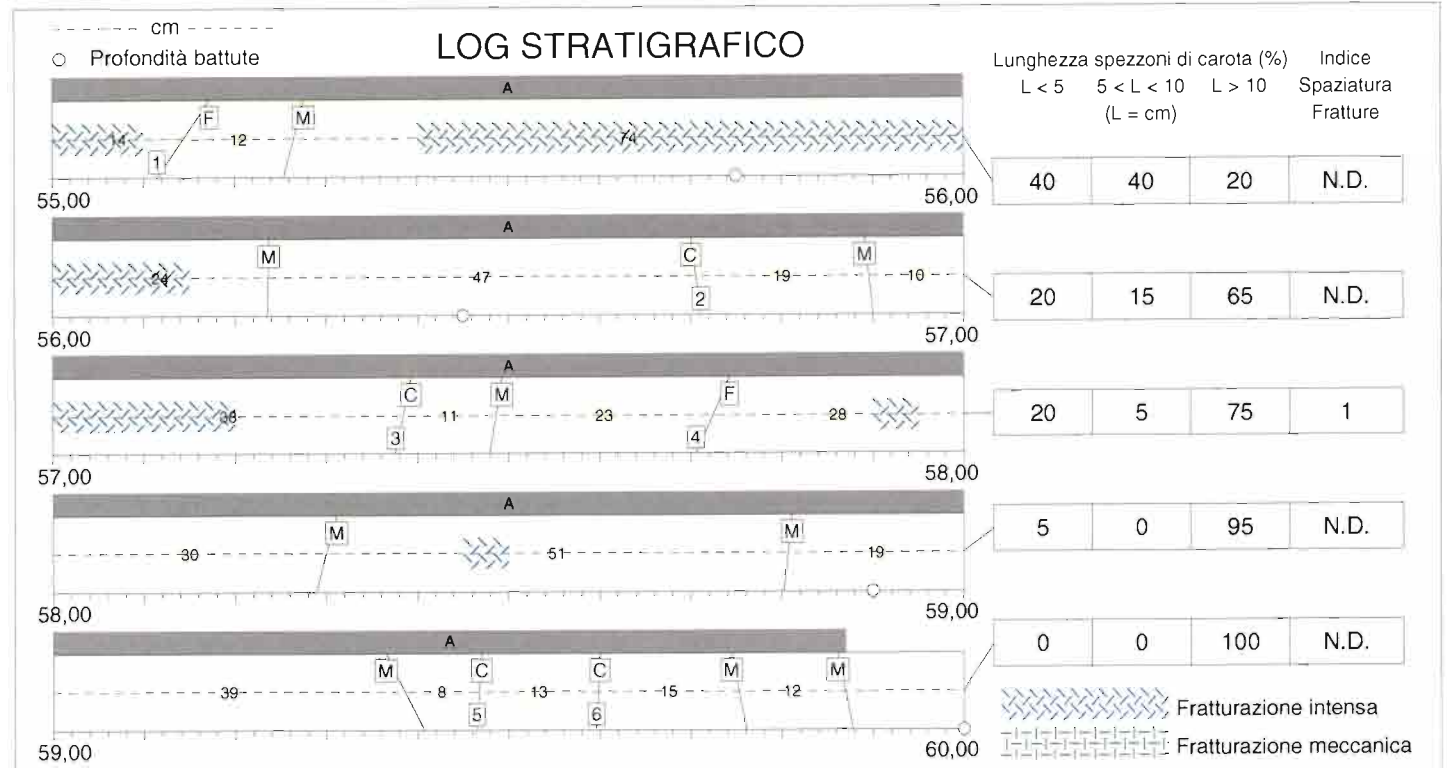 cm
LOG STRATIGRAFICO
Profondità battute
Lunghezza spezzoni di carota (%) Indice
L < 5 5 < L < 10 L > 10 Spaziatura
(L = cm) Fratture
A
F M
14 12 74
1
55,00 56,00
40 40 20 N.D.
A
M C M
24 47 19 10
2
56,00 57,00
20 15 65 N.D.
A
C M F
38 11 23 28
3 4
57,00 58,00
20 5 75 1
A
M M
30 51 19
58,00 59,00
5 0 95 N.D.
A
M C C M M
39 8 13 15 12
5 6
59,00 60,00
0 0 100 N.D.
Fratturazione intensa
Fratturazione meccanica